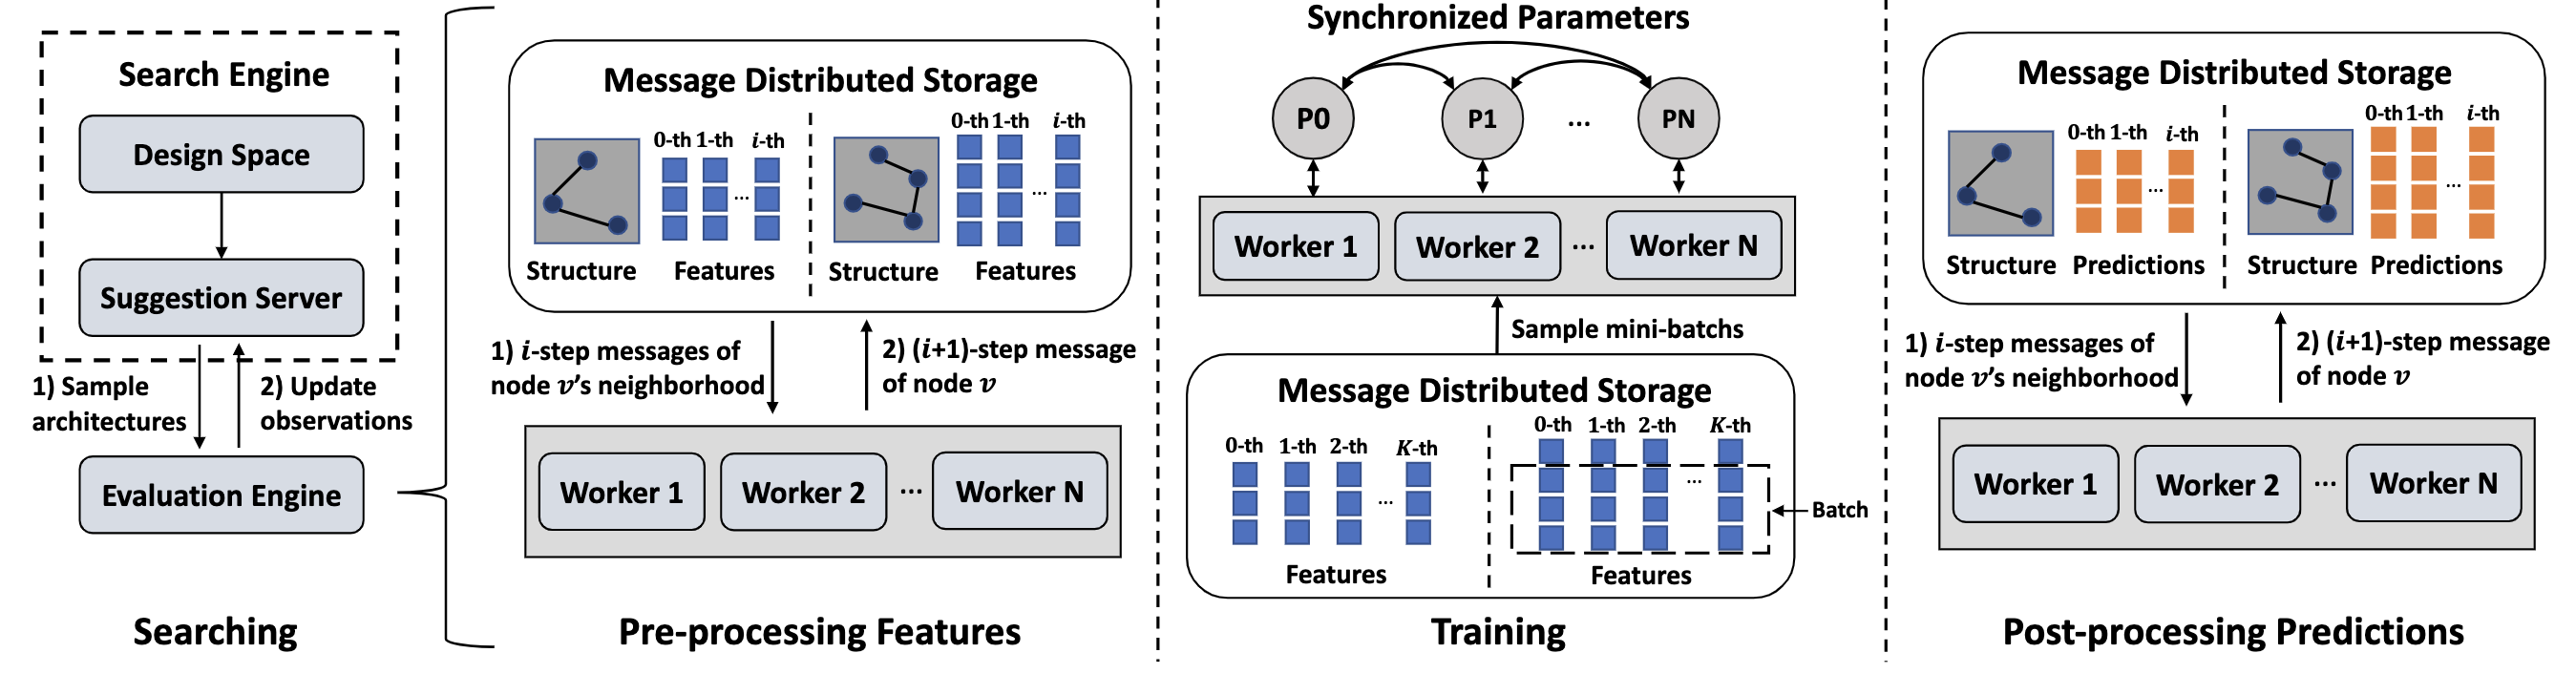 Search Engine
Design Space
Suggestion Server
1) Sample
architectures
2) Update
observations
Evaluation Engine
Searching
Message Distributed Storage
0-th 1-th i-th
...
Structure
Features
0-th 1-th i-th
...
Structure
Features
1) i-step messages of
node v's neighborhood
2) (i+1)-step message
of node v
Worker 1
Worker 2
...
Worker N
Pre-processing Features
Synchronized Parameters
P0
P1
...
PN
Worker 1
Worker 2
...
Worker N
Sample mini-batchs
Message Distributed Storage
0-th 1-th 2-th K-th
...
Features
0-th 1-th 2-th K-th
...
Features
Batch
Training
Message Distributed Storage
0-th 1-th i-th
...
Structure
Predictions
0-th 1-th i-th
...
Structure
Predictions
1) i-step messages of
node v's neighborhood
2) (i+1)-step message
of node v
Worker 1
Worker 2
...
Worker N
Post-processing Predictions